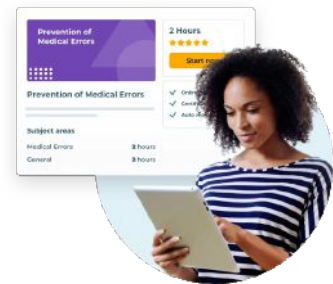 Prevention of
Medical Errors
2 Hours
Start
Prevention of Medical Errors
Subject areas
Medical Errors 2 hours
General 2 hours